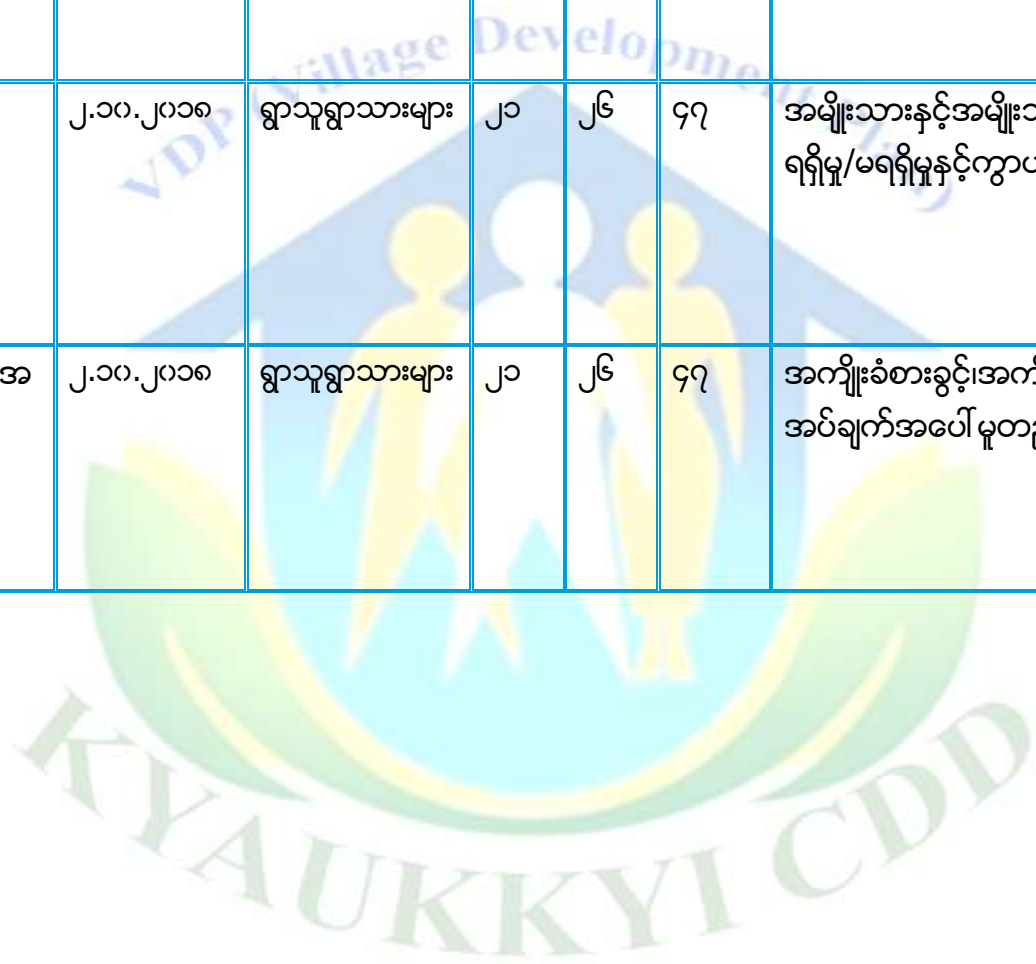 VDP (Village Development Plan)
၂.၁၀.၂၀၁၈ ရွာသူရွာသားများ ၂၁ ၂၆ ၄၇ အမျိုးသားနှင့်အမျိုးသ
ရရှိမှု/မရရှိမှုနှင့်ကွာ
အ ၂.၁၀.၂၀၁၈ ရွာသူရွာသားများ ၂၁ ၂၆ ၄၇ အကျိုးခံစားခွင့်၊အက
အပ်ချက်အပေါ်မူတည
KYAUKKYI CDD